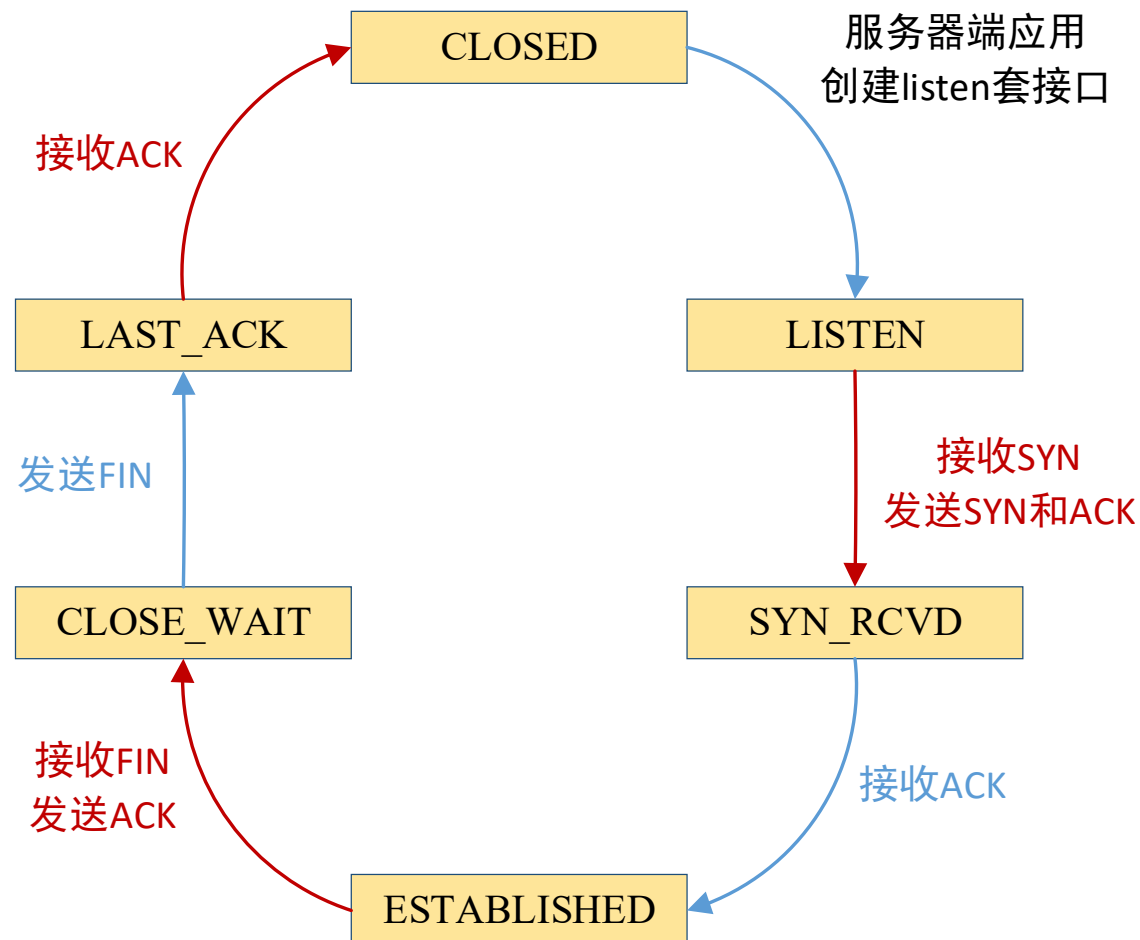 CLOSED
服务器端应用
创建listen套接口
接收ACK
LAST_ACK
LISTEN
发送FIN
接收SYN
发送SYN和ACK
CLOSE_WAIT
SYN_RCVD
接收FIN
发送ACK
接收ACK
ESTABLISHED